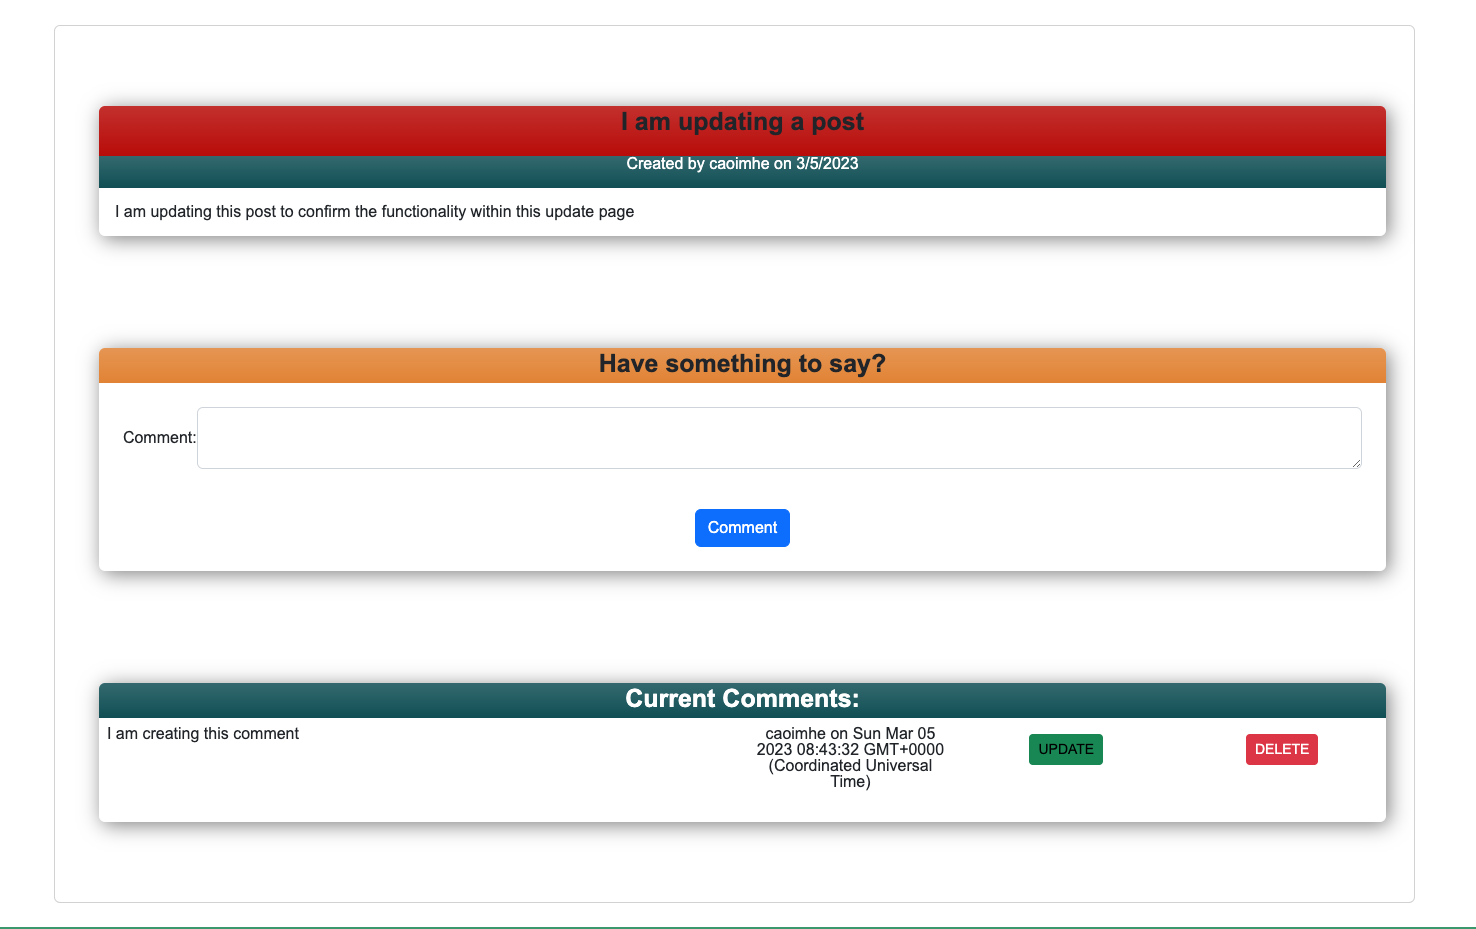 I am updating a post
Created by caoimhe on 3/5/2023
I am updating this post to confirm the functionality within this update page
Have something to say?
Comment:
Comment
Current Comments:
I am creating this comment
caoimhe on Sun Mar 05
2023 08:43:32 GMT+0000
(Coordinated Universal
Time)
UPDATE
DELETE